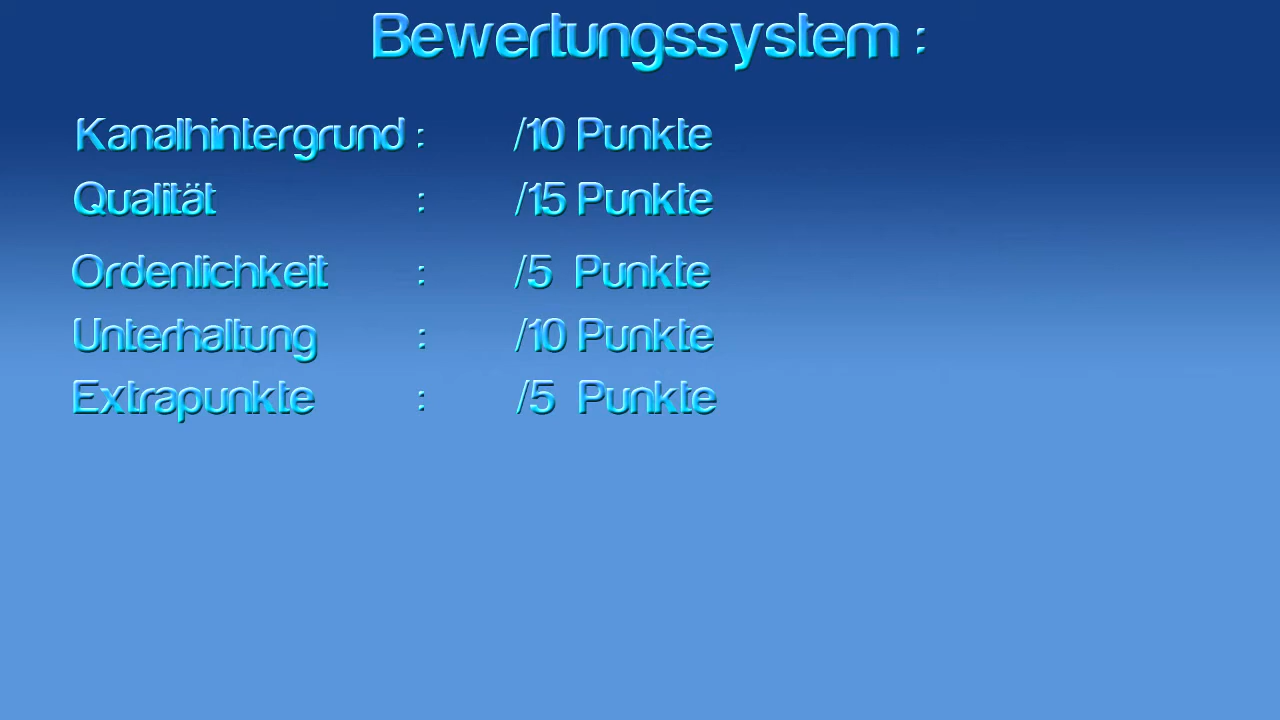 Bewertungssystem :
Kanalhintergrund : /10 Punkte
Qualität : /15 Punkte
Ordenlichkeit : /5 Punkte
Unterhaltung : /10 Punkte
Extrapunkte : /5 Punkte